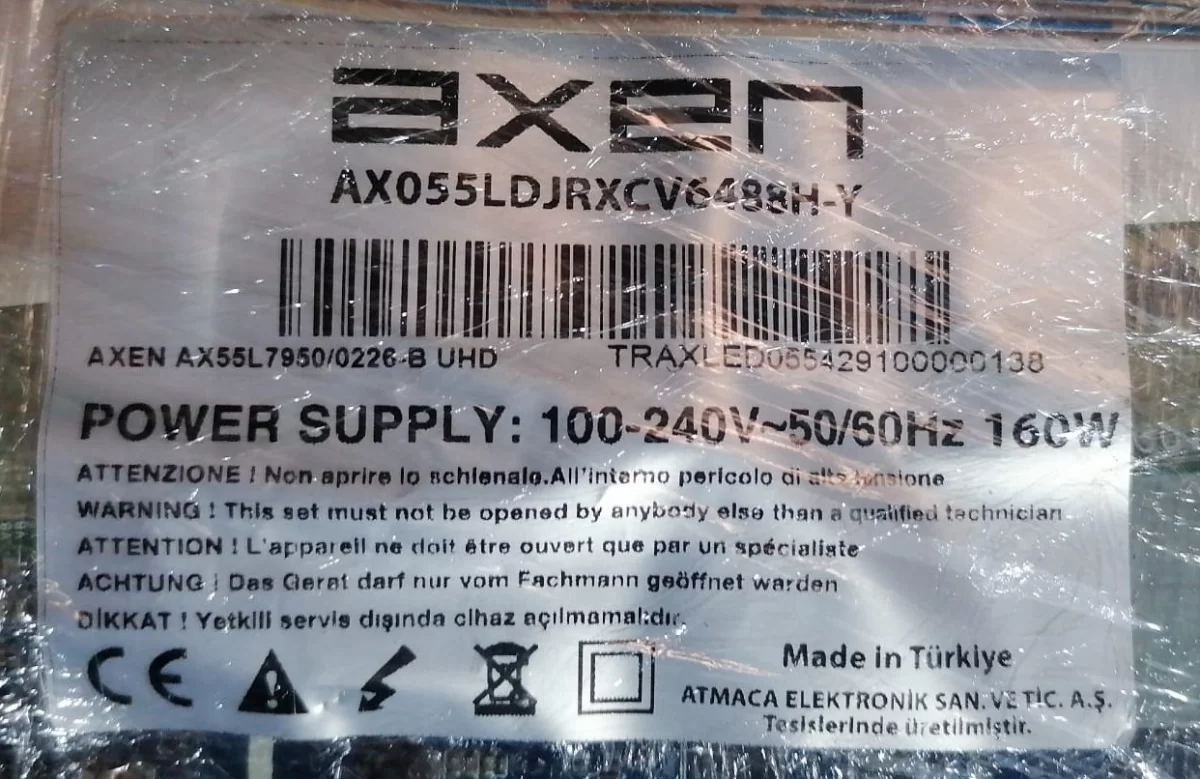 axen
AX055LDJRXCV6488H-Y
AXEN AX55L7950/0226-B UHD TRAXLED055429100000138
POWER SUPPLY: 100-240V~50/60Hz 160W
ATTENZIONE ! Non aprire lo schienalo.All'interno pericolo di alta tensione
WARNING ! This set must not be opened by anybody else than a qualified technician
ATTENTION ! L'appareil ne doit être ouvert que par un spécialiste
ACHTUNG ! Das Gerat darf nur vom Fachmann geöffnet warden
DİKKAT ! Yetkili servis dışında cihaz açılmamalıdır.
CE
Made in Türkiye
ATMACA ELEKTRONİK SAN. VE TİC. A.Ş.
Tesislerinde üretilmiştir.